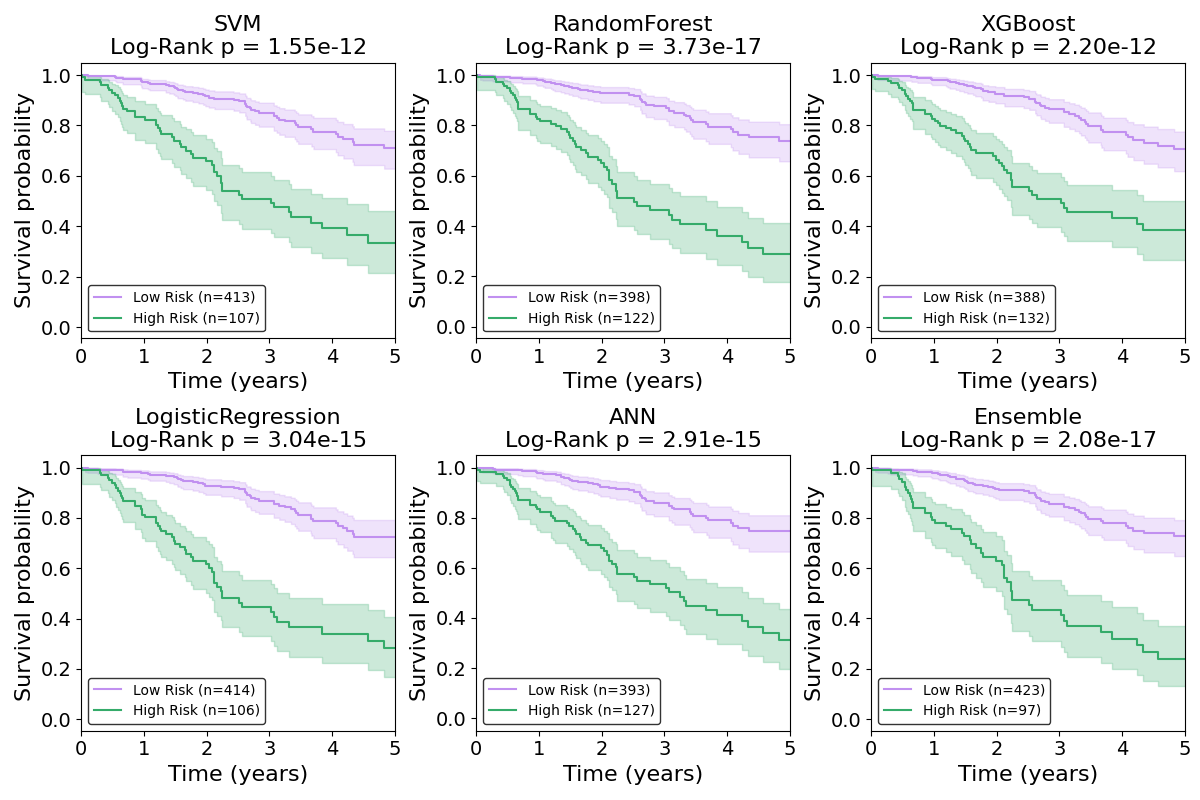 SVM
Log-Rank p = 1.55e-12
Survival probability
1.0
0.8
0.6
0.4
0.2
0.0
Low Risk (n=413)
High Risk (n=107)
0 1 2 3 4 5
Time (years)
RandomForest
Log-Rank p = 3.73e-17
Survival probability
1.0
0.8
0.6
0.4
0.2
0.0
Low Risk (n=398)
High Risk (n=122)
0 1 2 3 4 5
Time (years)
XGBoost
Log-Rank p = 2.20e-12
Survival probability
1.0
0.8
0.6
0.4
0.2
0.0
Low Risk (n=388)
High Risk (n=132)
0 1 2 3 4 5
Time (years)
LogisticRegression
Log-Rank p = 3.04e-15
Survival probability
1.0
0.8
0.6
0.4
0.2
0.0
Low Risk (n=414)
High Risk (n=106)
0 1 2 3 4 5
Time (years)
ANN
Log-Rank p = 2.91e-15
Survival probability
1.0
0.8
0.6
0.4
0.2
0.0
Low Risk (n=393)
High Risk (n=127)
0 1 2 3 4 5
Time (years)
Ensemble
Log-Rank p = 2.08e-17
Survival probability
1.0
0.8
0.6
0.4
0.2
0.0
Low Risk (n=423)
High Risk (n=97)
0 1 2 3 4 5
Time (years)